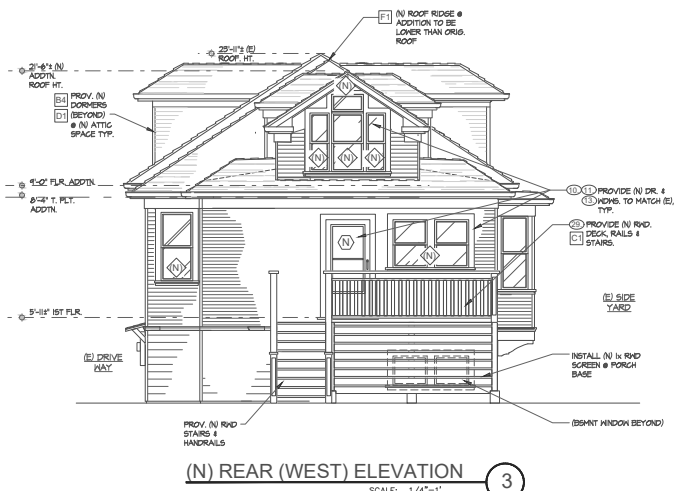 F1
(N) ROOF RIDGE @
ADDITION TO BE
LOWER THAN ORIG.
ROOF
25'-11"± (E)
ROOF. HT.
21'-6"± (N)
ADDTN.
ROOF HT.
B4
D1
PROV. (N)
DORMERS
(BEYOND)
@ (N) ATTIC
SPACE TYP.
N
N
N
N
9'-0" FLR. ADDTN.
8'-4" T. PLT.
ADDTN.
10 11 PROVIDE (N) DR. &
13 WDWS. TO MATCH (E),
TYP.
29 PROVIDE (N) RWD.
C1 DECK, RAILS &
STAIRS.
N
N
N
5'-11" 1ST FLR.
(E) SIDE
YARD
(E) DRIVE
WAY
INSTALL (N) 1x RWD
SCREEN @ PORCH
BASE
PROV. (N) RWD
STAIRS &
HANDRAILS
(BSMNT WINDOW BEYOND)
(N) REAR (WEST) ELEVATION
3
SCALE: 1/4"=1'